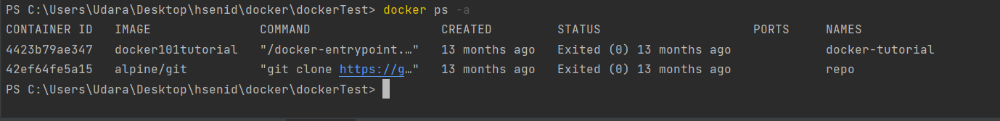 PS C:\Users\Udara\Desktop\hsenid\docker\dockerTest> docker ps -a
CONTAINER ID   IMAGE               COMMAND                  CREATED         STATUS                     PORTS     NAMES
4423b79ae347   docker101tutorial   "/docker-entrypoint.…"   13 months ago   Exited (0) 13 months ago             docker-tutorial
42ef64fe5a15   alpine/git          "git clone https://g…"   13 months ago   Exited (0) 13 months ago             repo
PS C:\Users\Udara\Desktop\hsenid\docker\dockerTest>